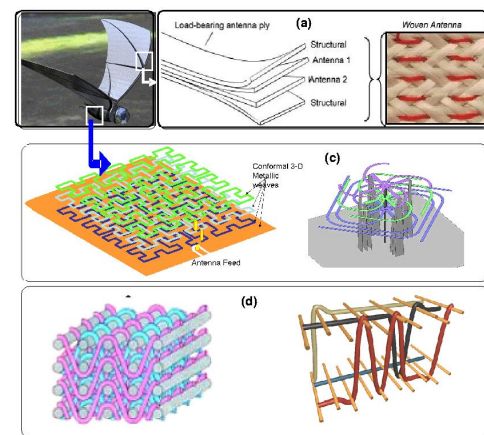 (a)
Load-bearing antenna ply
Structural
Antenna 1
Antenna 2
Structural
Woven Antenna
Conformal 3-D
Metallic
weaves
Antenna Feed
(c)
(d)